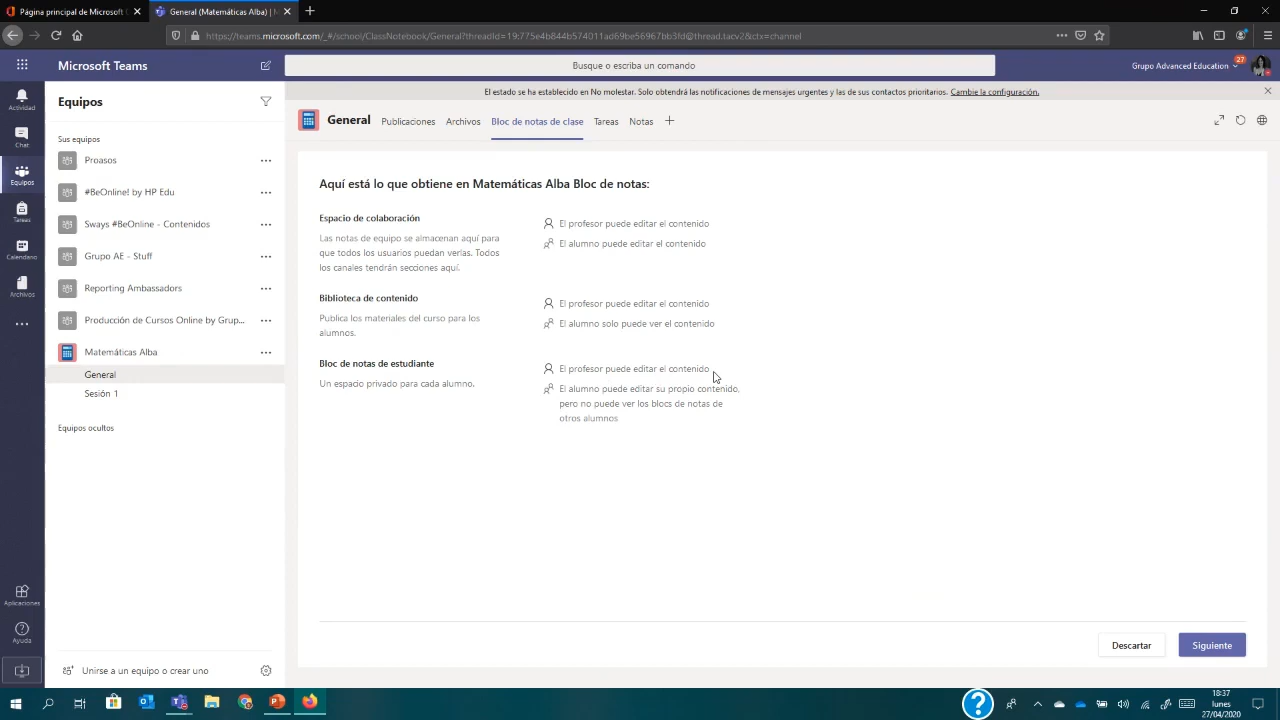 Página principal de Microsoft
General (Matemáticas Alba) |
https://teams.microsoft.com/_#/school/ClassNotebook/General?threadId=19:775e4b844b574011ad69be56967bb3fd@thread.tacv2&ctx=channel
Microsoft Teams
Busque o escriba un comando
Grupo Advanced Education
27
El estado se ha establecido en No molestar. Solo obtendrá las notificaciones de mensajes urgentes y las de sus contactos prioritarios. Cambie la configuración.
Actividad
Chat
Equipos
Tareas
Calendario
Archivos
Aplicaciones
Ayuda
Equipos
Sus equipos
Proasos
#BeOnline! by HP Edu
Sways #BeOnline - Contenidos
Grupo AE - Stuff
Reporting Ambassadors
Producción de Cursos Online by Grup...
Matemáticas Alba
General
Sesión 1
Equipos ocultos
Unirse a un equipo o crear uno
General Publicaciones Archivos Bloc de notas de clase Tareas Notas +
Aquí está lo que obtiene en Matemáticas Alba Bloc de notas:
Espacio de colaboración
Las notas de equipo se almacenan aquí para
que todos los usuarios puedan verlas. Todos
los canales tendrán secciones aquí.
El profesor puede editar el contenido
El alumno puede editar el contenido
Biblioteca de contenido
Publica los materiales del curso para los
alumnos.
El profesor puede editar el contenido
El alumno solo puede ver el contenido
Bloc de notas de estudiante
Un espacio privado para cada alumno.
El profesor puede editar el contenido
El alumno puede editar su propio contenido,
pero no puede ver los blocs de notas de
otros alumnos
Descartar
Siguiente
18:37
lunes
27/04/2020